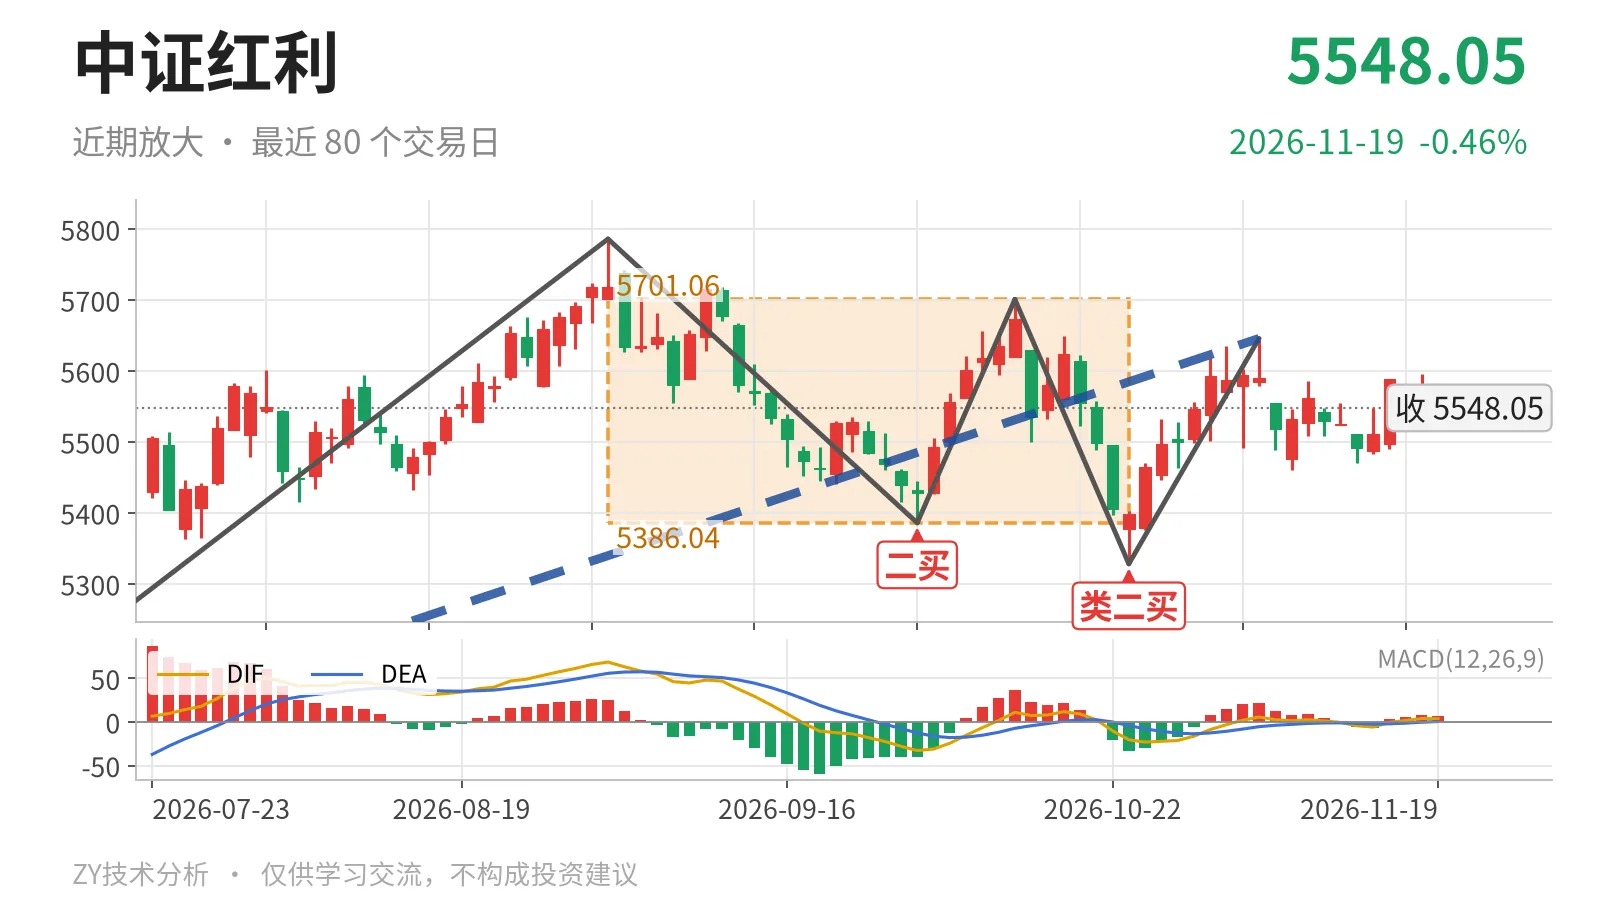 中证红利
5548.05
近期放大 • 最近 80 个交易日
2026-11-19 -0.46%
5800
5700
5600
5500
5400
5300
5701.06
5386.04
收 5548.05
二买
类二买
DIF
DEA
MACD(12,26,9)
50
0
-50
2026-07-23
2026-08-19
2026-09-16
2026-10-22
2026-11-19
ZY技术分析 • 仅供学习交流，不构成投资建议